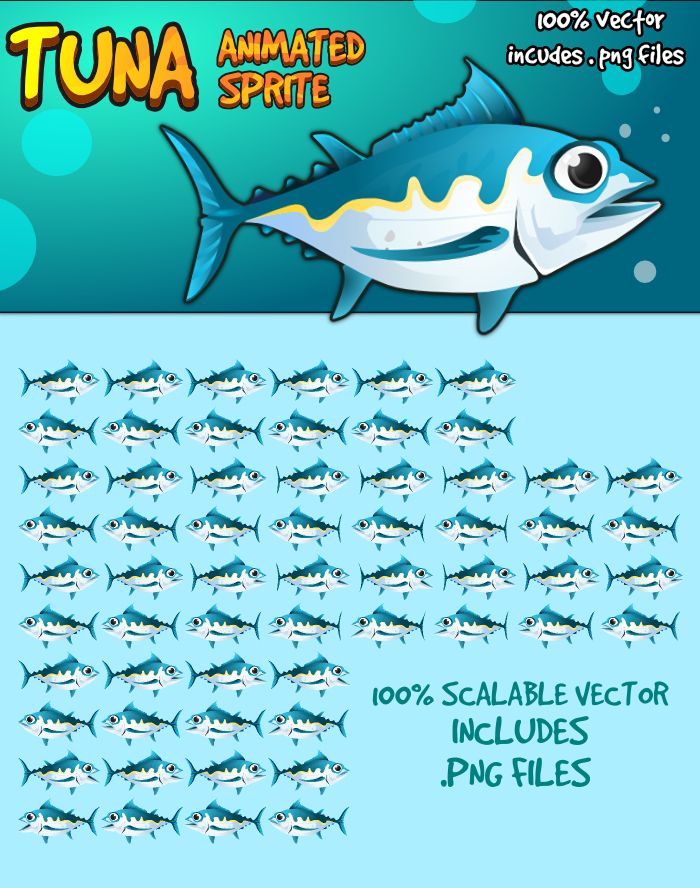 TUNA
ANIMATED
SPRITE
100% vector
incudes .png files
100% SCALABLE VECTOR
INCLUDES
.PNG FILES